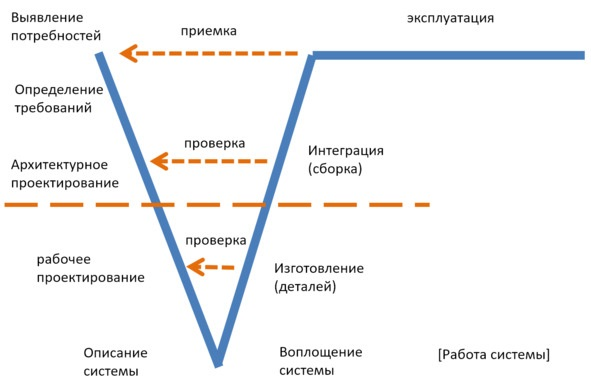 Выявление
потребностей
приемка
эксплуатация
Определение
требований
проверка
Интеграция
(сборка)
Архитектурное
проектирование
проверка
рабочее
проектирование
Изготовление
(деталей)
Описание
системы
Воплощение
системы
[Работа системы]